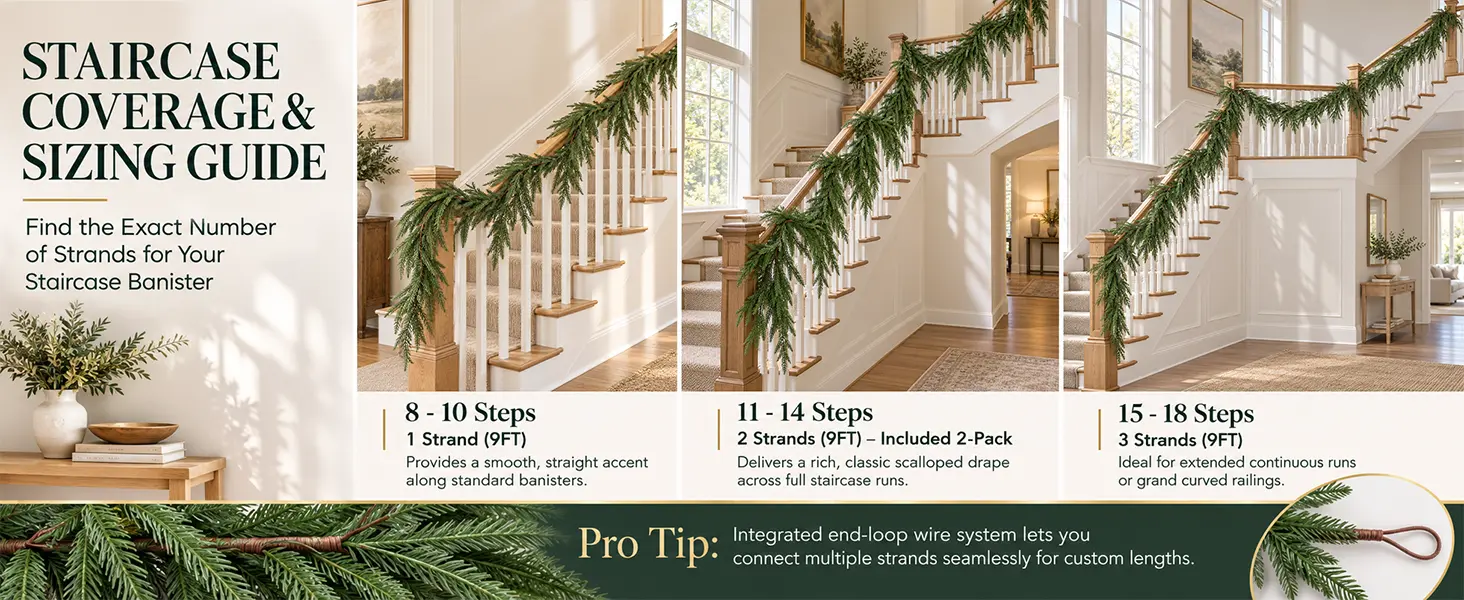 STAIRCASE
COVERAGE &
SIZING GUIDE
Find the Exact Number
of Strands for Your
Staircase Banister
8 - 10 Steps
1 Strand (9FT)
Provides a smooth, straight accent
along standard banisters.
11 - 14 Steps
2 Strands (9FT) – Included 2-Pack
Delivers a rich, classic scalloped drape
across full staircase runs.
15 - 18 Steps
3 Strands (9FT)
Ideal for extended continuous runs
or grand curved railings.
Pro Tip:
Integrated end-loop wire system lets you
connect multiple strands seamlessly for custom lengths.